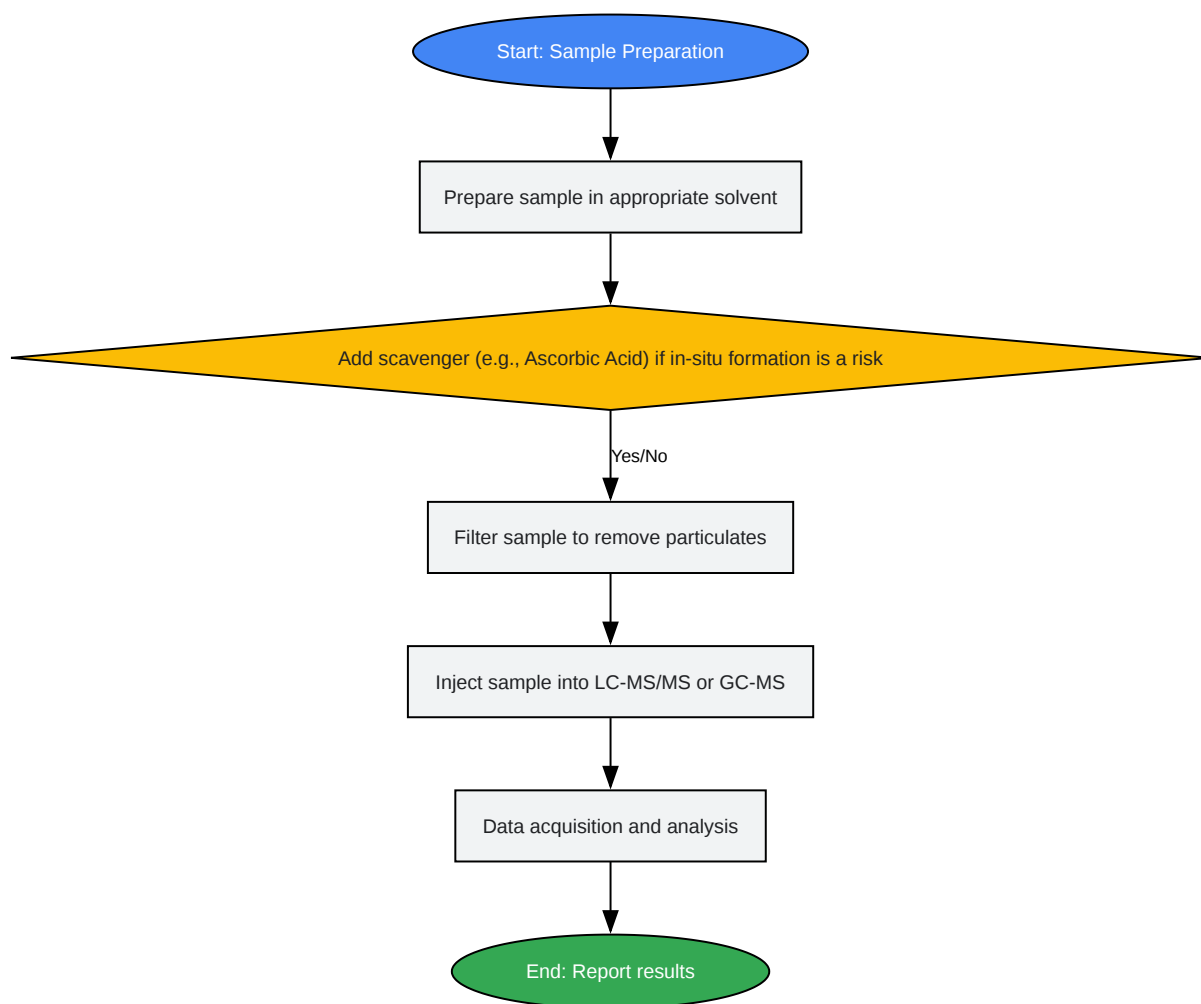 Start: Sample Preparation
Prepare sample in appropriate solvent
Add scavenger (e.g., Ascorbic Acid) if in-situ formation is a risk
Yes/No
Filter sample to remove particulates
Inject sample into LC-MS/MS or GC-MS
Data acquisition and analysis
End: Report results